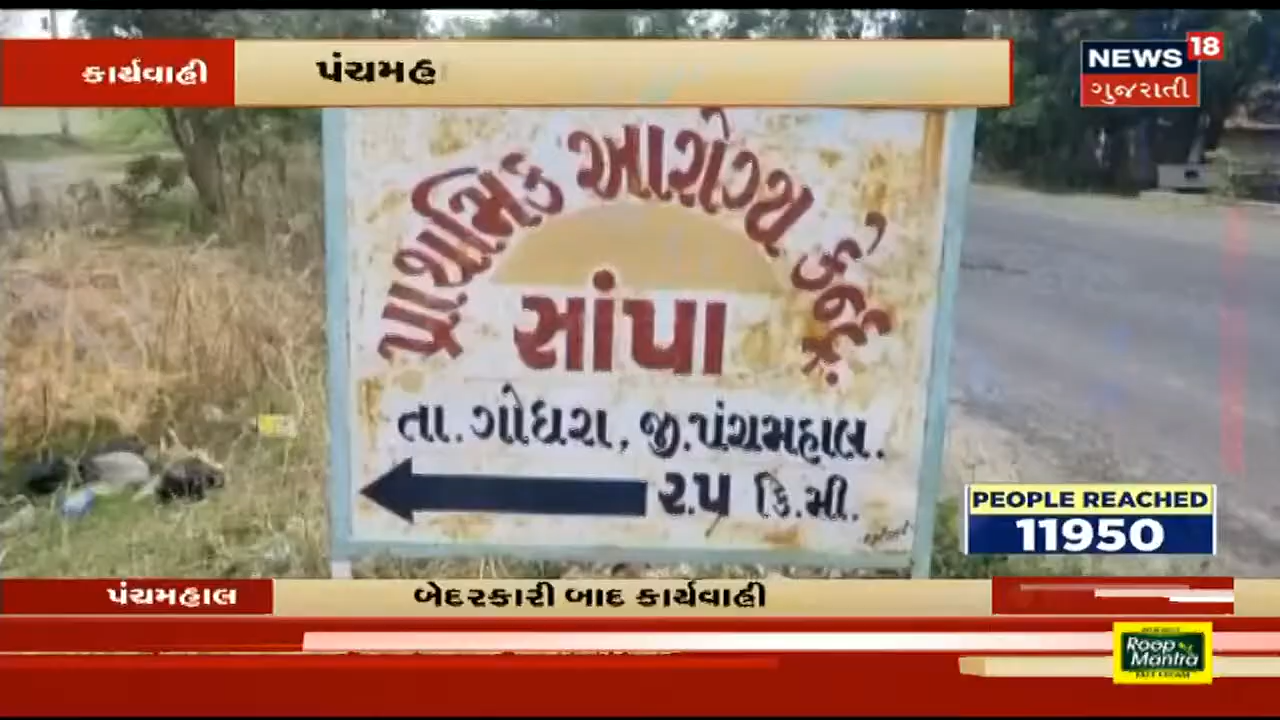 કાર્યવાહી
પંચમહ
NEWS 18
ગુજરાતી
પ્રાથમિક આરોગ્ય કેન્દ્ર
સાંપા
તા. ગોધરા, જી. પંચમહાલ.
૨.૫ કિ.મી.
PEOPLE REACHED
11950
પંચમહાલ
બેદરકારી બાદ કાર્યવાહી
Roop
Mantra